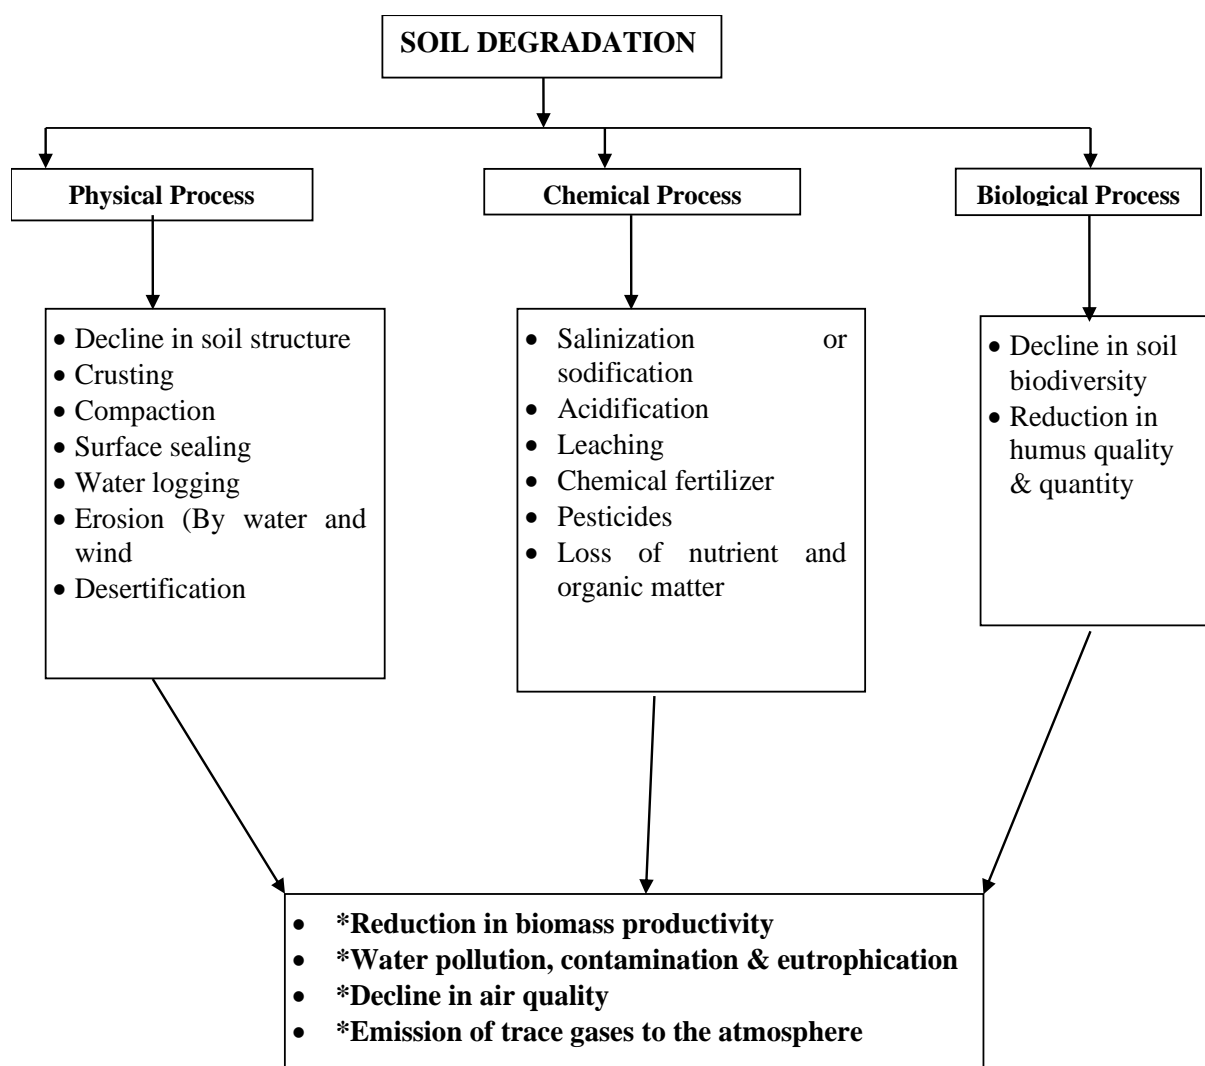 SOIL DEGRADATION
Physical Process
Chemical Process
Biological Process
• Decline in soil structure
• Crusting
• Compaction
• Surface sealing
• Water logging
• Erosion (By water and
wind
• Desertification
• Salinization or
sodification
• Acidification
• Leaching
• Chemical fertilizer
• Pesticides
• Loss of nutrient and
organic matter
• Decline in soil
biodiversity
• Reduction in
humus quality
& quantity
• *Reduction in biomass productivity
• *Water pollution, contamination & eutrophication
• *Decline in air quality
• *Emission of trace gases to the atmosphere